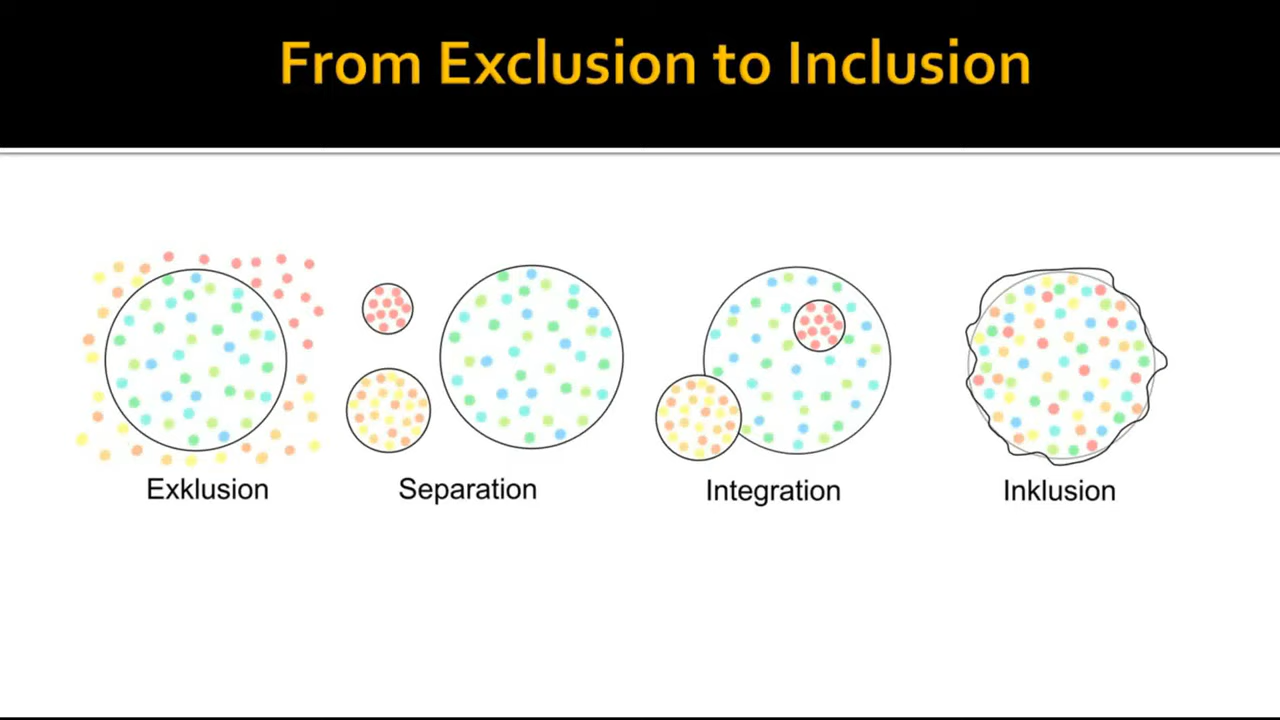 From Exclusion to Inclusion
Exklusion
Separation
Integration
Inklusion